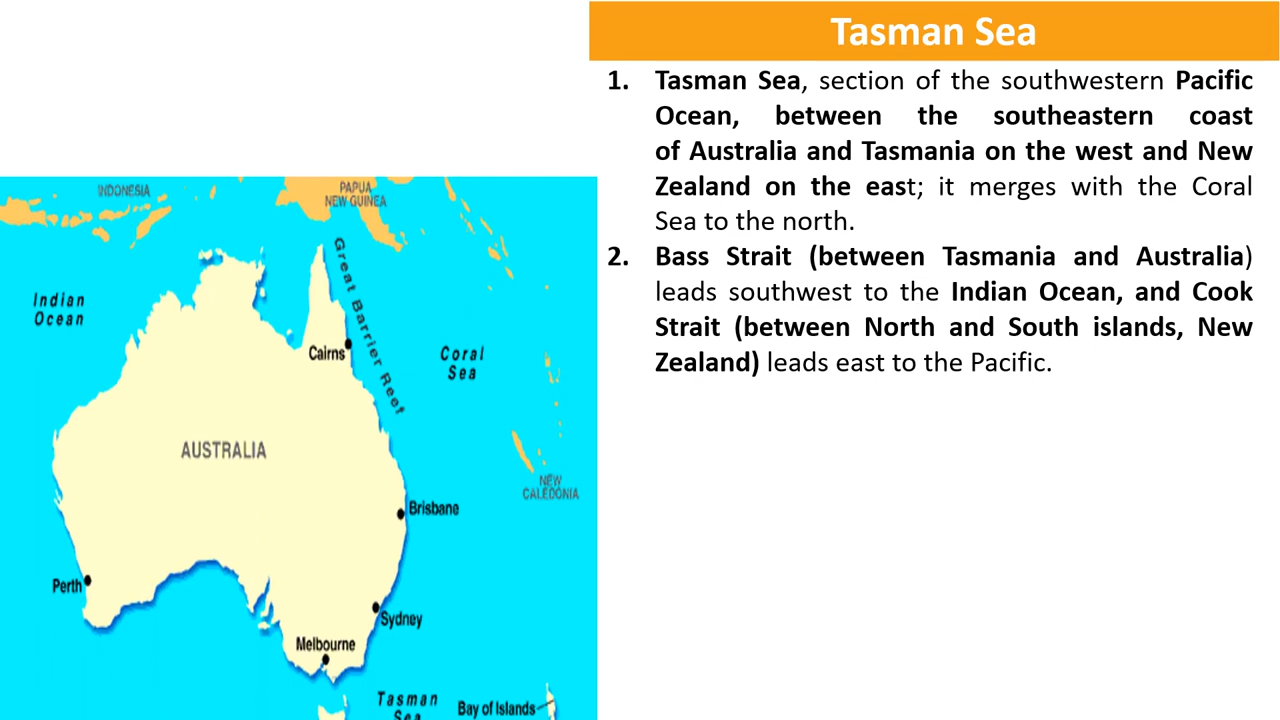 Tasman Sea
1. Tasman Sea, section of the southwestern Pacific
Ocean, between the southeastern coast
of Australia and Tasmania on the west and New
Zealand on the east; it merges with the Coral
Sea to the north.
2. Bass Strait (between Tasmania and Australia)
leads southwest to the Indian Ocean, and Cook
Strait (between North and South islands, New
Zealand) leads east to the Pacific.
INDONESIA
PAPUA
NEW GUINEA
Great Barrier Reef
Indian
Ocean
Cairns
Coral
Sea
AUSTRALIA
NEW
CALEDONIA
Brisbane
Perth
Sydney
Melbourne
Tasman
Sea
Bay of Islands